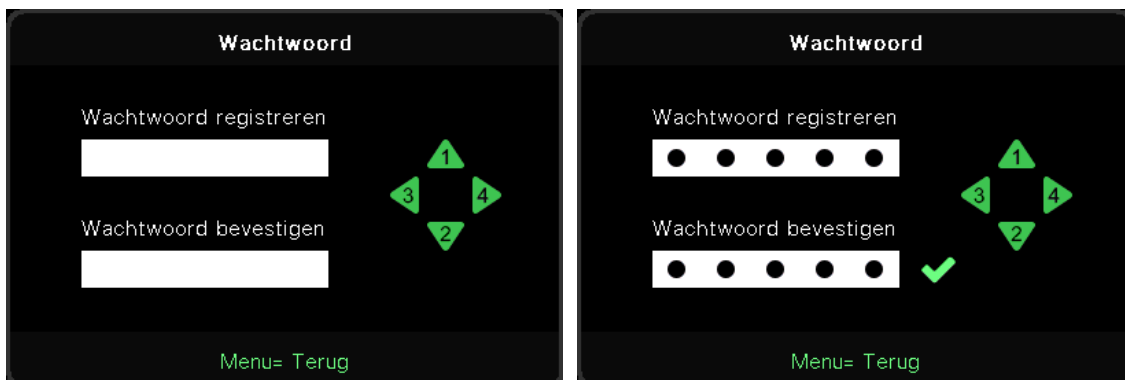 Wachtwoord
Wachtwoord registreren
1
3
4
Wachtwoord bevestigen
2
Menu= Terug
Wachtwoord
Wachtwoord registreren
1
3
4
Wachtwoord bevestigen
2
Menu= Terug